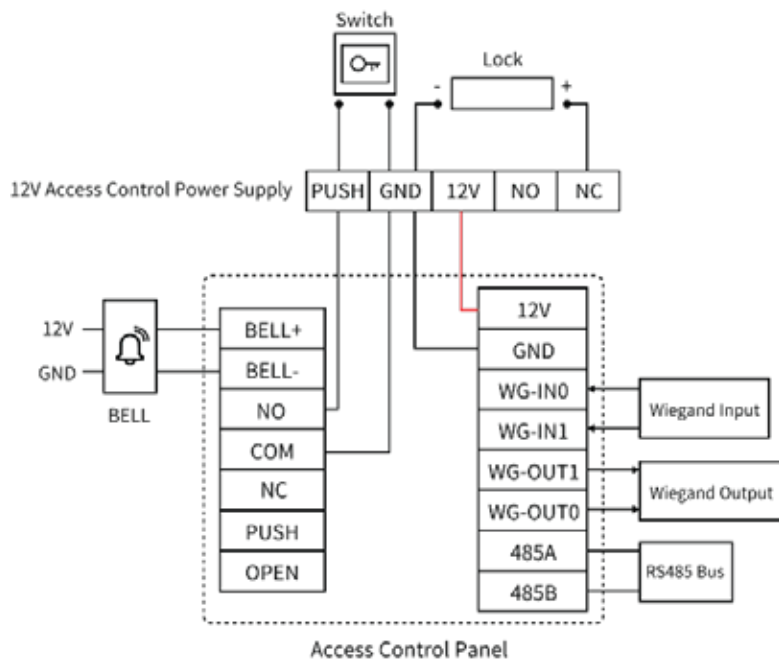 Switch
Lock
- +
12V Access Control Power Supply
PUSH GND 12V NO NC
12V
GND
BELL
BELL+
BELL-
NO
COM
NC
PUSH
OPEN
12V
GND
WG-IN0
WG-IN1
WG-OUT1
WG-OUT0
485A
485B
Wiegand Input
Wiegand Output
RS485 Bus
Access Control Panel